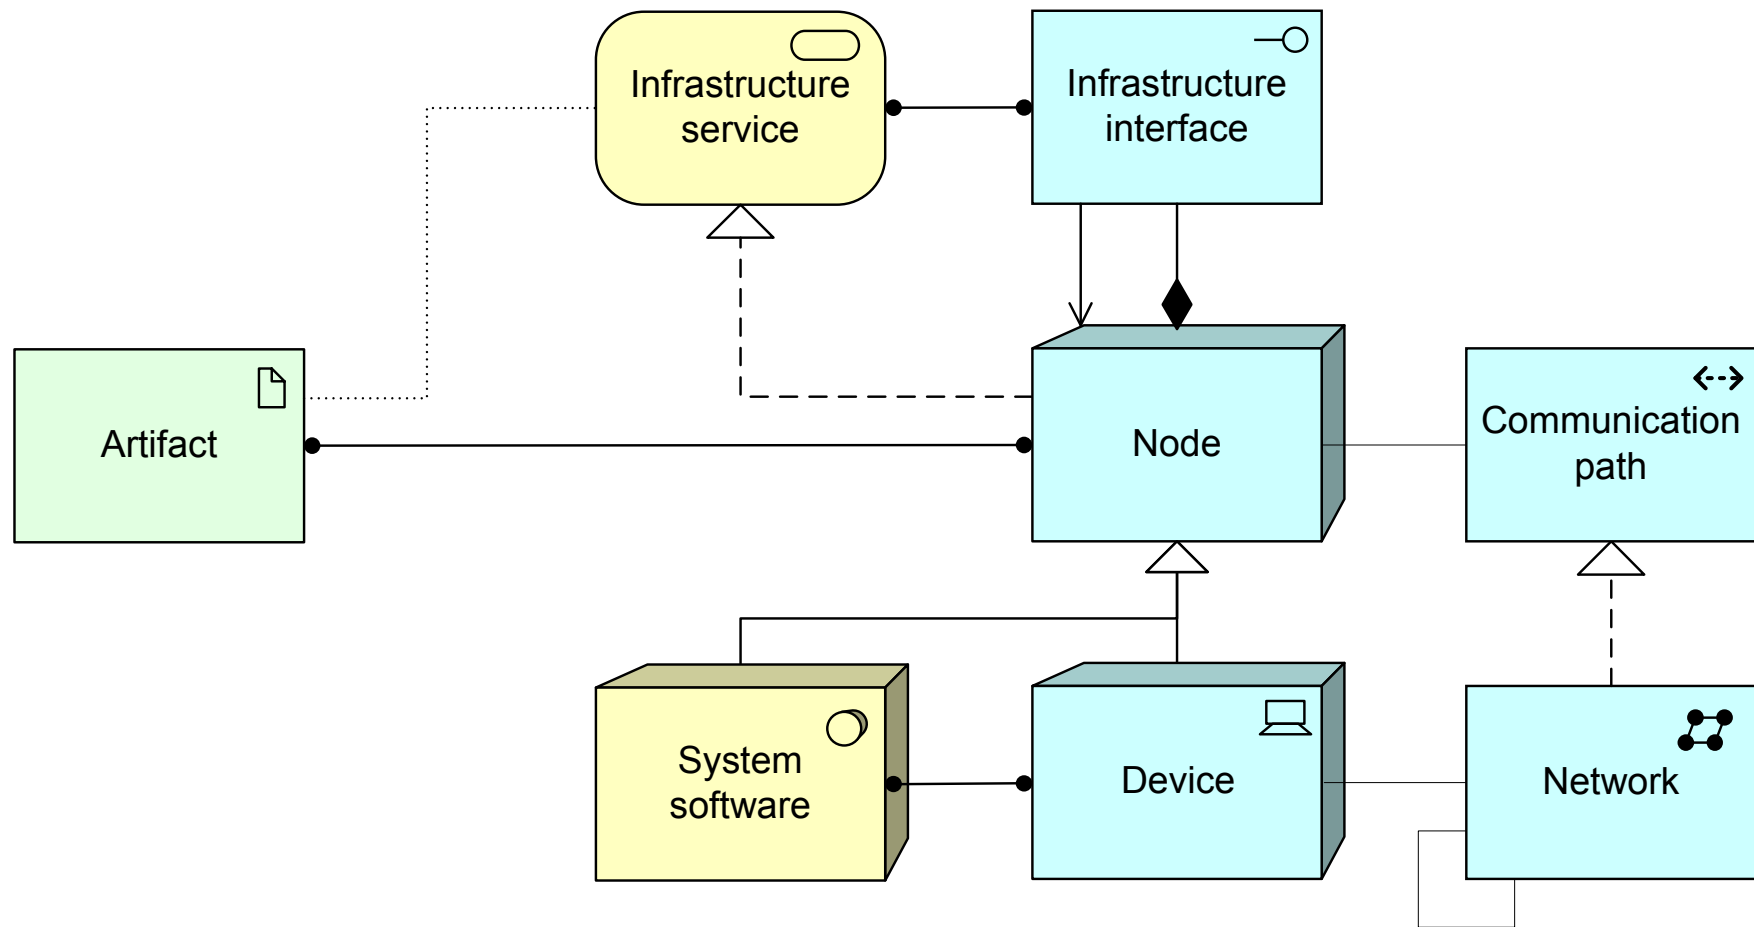 Infrastructure
service
Infrastructure
interface
Artifact
Node
Communication
path
System
software
Device
Network